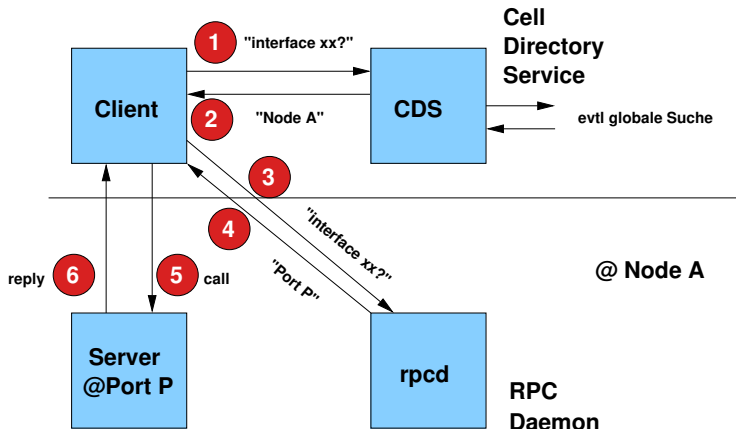 1
"interface xx?"
Cell
Directory
Service
Client
2
"Node A"
CDS
evtl globale Suche
3
4
"interface xx?"
"Port P"
@ Node A
reply
6
5
call
Server
@Port P
rpcd
RPC
Daemon